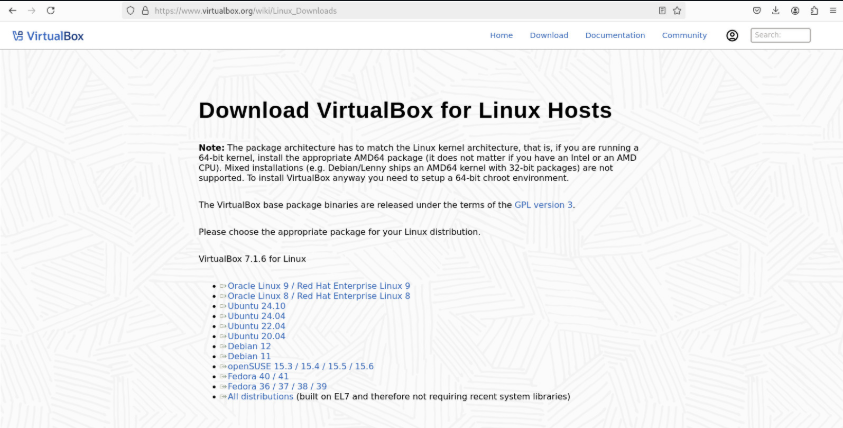 https://www.virtualbox.org/wiki/Linux_Downloads
VirtualBox
Home Download Documentation Community Search:
Download VirtualBox for Linux Hosts
Note: The package architecture has to match the Linux kernel architecture, that is, if you are running a
64-bit kernel, install the appropriate AMD64 package (it does not matter if you have an Intel or an AMD
CPU). Mixed installations (e.g. Debian/Lenny ships an AMD64 kernel with 32-bit packages) are not
supported. To install VirtualBox anyway you need to setup a 64-bit chroot environment.
The VirtualBox base package binaries are released under the terms of the GPL version 3.
Please choose the appropriate package for your Linux distribution.
VirtualBox 7.1.6 for Linux
Oracle Linux 9 / Red Hat Enterprise Linux 9
Oracle Linux 8 / Red Hat Enterprise Linux 8
Ubuntu 24.10
Ubuntu 24.04
Ubuntu 22.04
Ubuntu 20.04
Debian 12
Debian 11
openSUSE 15.3 / 15.4 / 15.5 / 15.6
Fedora 40 / 41
Fedora 36 / 37 / 38 / 39
All distributions (built on EL7 and therefore not requiring recent system libraries)